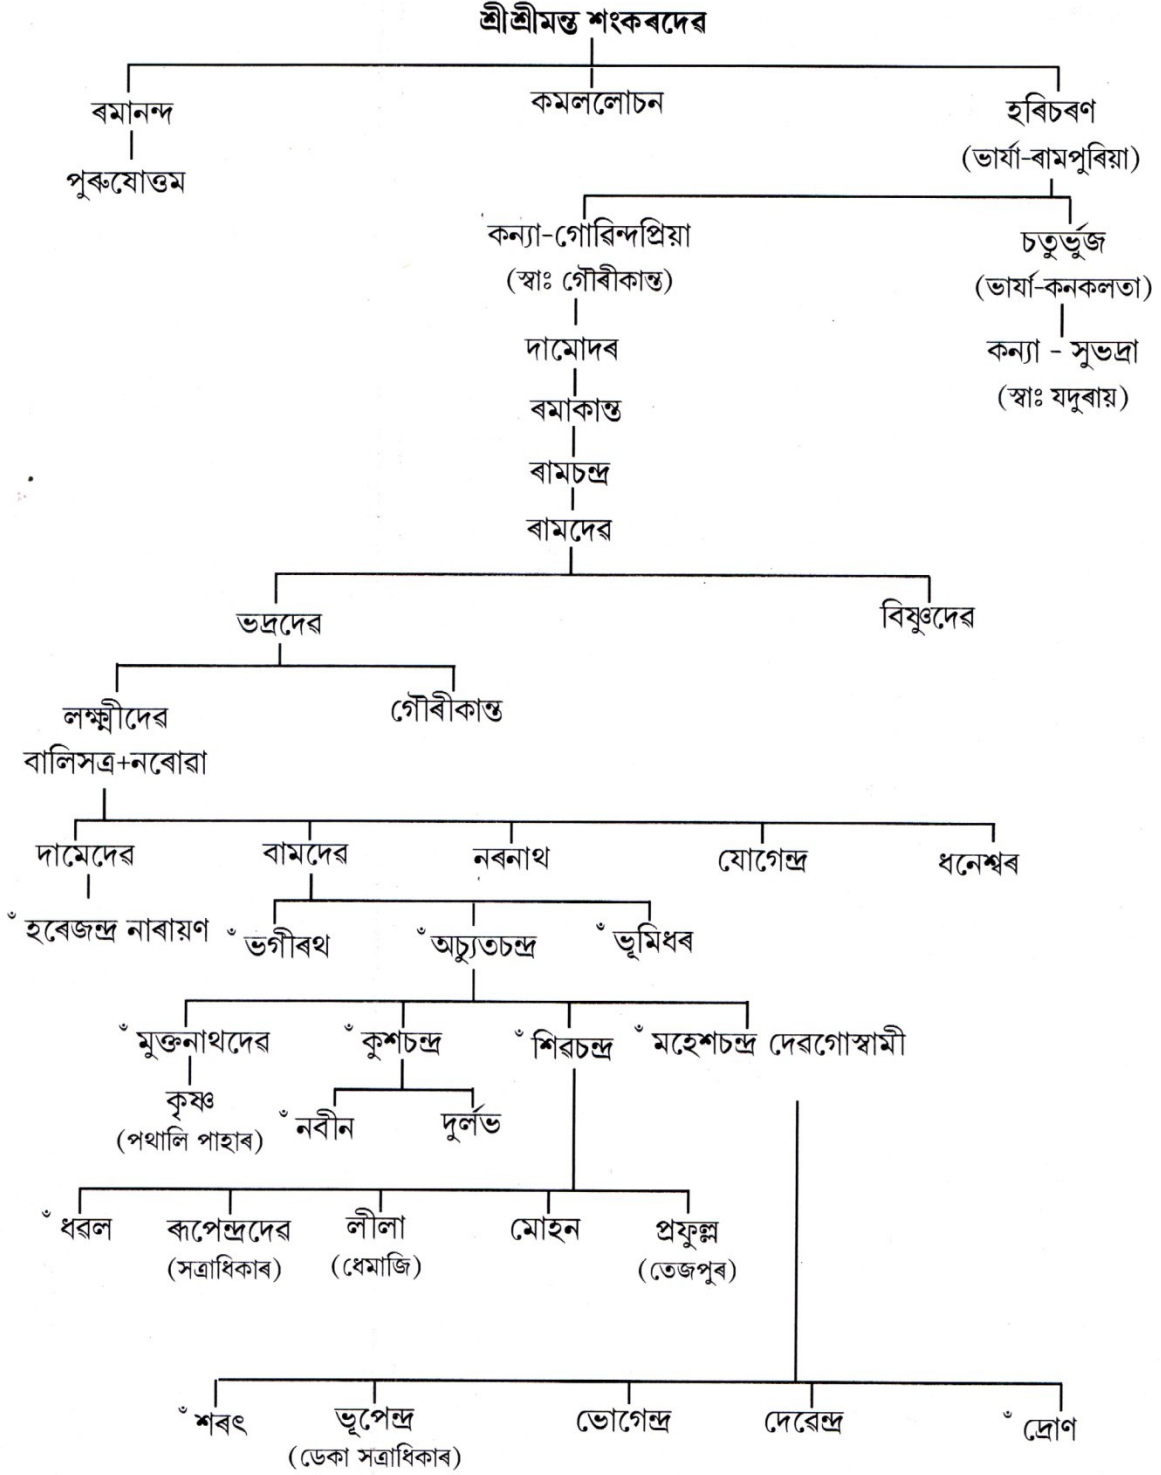 শ্ৰীশ্ৰীমন্ত শংকৰদেৱ
ৰমানন্দ কমললোচন হৰিচৰণ
(ভাৰ্যা-ৰামপুৰিয়া)
পুৰুষোত্তম
কন্যা-গোৱিন্দপ্ৰিয়া চতুৰ্ভুজ
(স্বাঃ গৌৰীকান্ত) (ভাৰ্যা-কনকলতা)
দামোদৰ কন্যা - সুভদ্ৰা
(স্বাঃ যদুৰায়)
ৰমাকান্ত
ৰামচন্দ্ৰ
ৰামদেৱ
ভদ্ৰদেৱ বিষ্ণুদেৱ
লক্ষ্মীদেৱ গৌৰীকান্ত
বালিসত্ৰ+নৰোৱা
দামেদেৱ বামদেৱ নৰনাথ যোগেন্দ্ৰ ধনেশ্বৰ
ঁহৰেজন্দ্ৰ নাৰায়ণ ঁভগীৰথ ঁঅচ্যুতচন্দ্ৰ ঁভূমিধৰ
ঁমুক্তনাথদেৱ ঁকুশচন্দ্ৰ ঁশিৱচন্দ্ৰ ঁমহেশচন্দ্ৰ দেৱগোস্বামী
কৃষ্ণ ঁনবীন দুৰ্লভ
(পথালি পাহাৰ)
ঁধৱল ৰূপেন্দ্ৰদেৱ লীলা মোহন প্ৰফুল্ল
(সত্ৰাধিকাৰ) (ধেমাজি) (তেজপুৰ)
ঁশৰৎ ভূপেন্দ্ৰ ভোগেন্দ্ৰ দেৱেন্দ্ৰ ঁদ্ৰোণ
(ডেকা সত্ৰাধিকাৰ)